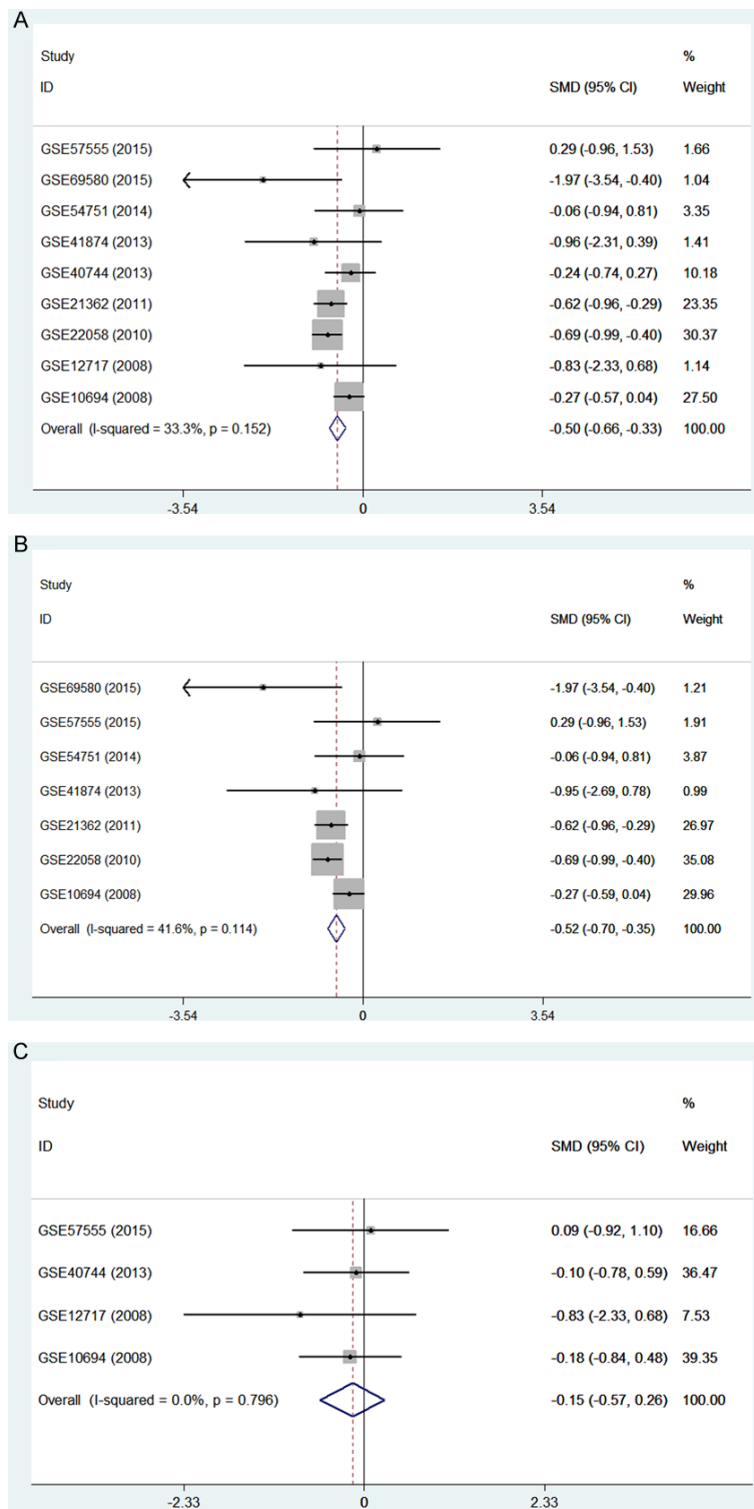 A
Study %
ID SMD (95% CI) Weight
GSE57555 (2015) 0.29 (-0.96, 1.53) 1.66
GSE69580 (2015) -1.97 (-3.54, -0.40) 1.04
GSE54751 (2014) -0.06 (-0.94, 0.81) 3.35
GSE41874 (2013) -0.96 (-2.31, 0.39) 1.41
GSE40744 (2013) -0.24 (-0.74, 0.27) 10.18
GSE21362 (2011) -0.62 (-0.96, -0.29) 23.35
GSE22058 (2010) -0.69 (-0.99, -0.40) 30.37
GSE12717 (2008) -0.83 (-2.33, 0.68) 1.14
GSE10694 (2008) -0.27 (-0.57, 0.04) 27.50
Overall (I-squared = 33.3%, p = 0.152) -0.50 (-0.66, -0.33) 100.00
-3.54 0 3.54
B
Study %
ID SMD (95% CI) Weight
GSE69580 (2015) -1.97 (-3.54, -0.40) 1.21
GSE57555 (2015) 0.29 (-0.96, 1.53) 1.91
GSE54751 (2014) -0.06 (-0.94, 0.81) 3.87
GSE41874 (2013) -0.95 (-2.69, 0.78) 0.99
GSE21362 (2011) -0.62 (-0.96, -0.29) 26.97
GSE22058 (2010) -0.69 (-0.99, -0.40) 35.08
GSE10694 (2008) -0.27 (-0.59, 0.04) 29.96
Overall (I-squared = 41.6%, p = 0.114) -0.52 (-0.70, -0.35) 100.00
-3.54 0 3.54
C
Study %
ID SMD (95% CI) Weight
GSE57555 (2015) 0.09 (-0.92, 1.10) 16.66
GSE40744 (2013) -0.10 (-0.78, 0.59) 36.47
GSE12717 (2008) -0.83 (-2.33, 0.68) 7.53
GSE10694 (2008) -0.18 (-0.84, 0.48) 39.35
Overall (I-squared = 0.0%, p = 0.796) -0.15 (-0.57, 0.26) 100.00
-2.33 0 2.33